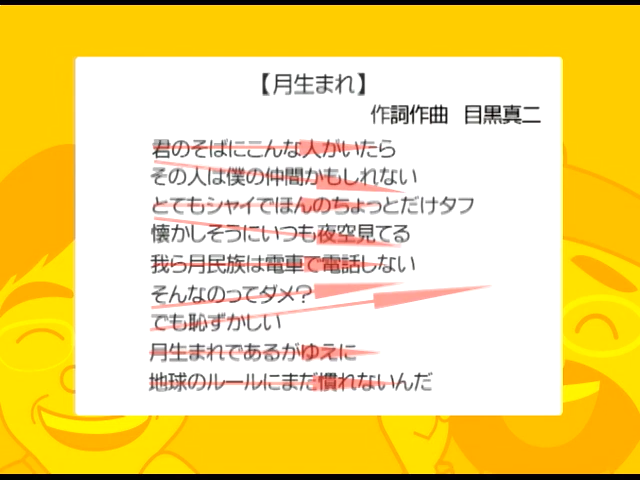 【月生まれ】
作詞作曲 目黒真二
君のそばにこんな人がいたら
その人は僕の仲間かもしれない
とてもシャイでほんのちょっとだけタフ
懐かしそうにいつも夜空見てる
我ら月民族は電車で電話しない
そんなのってダメ?
でも恥ずかしい
月生まれであるがゆえに
地球のルールにまだ慣れないんだ